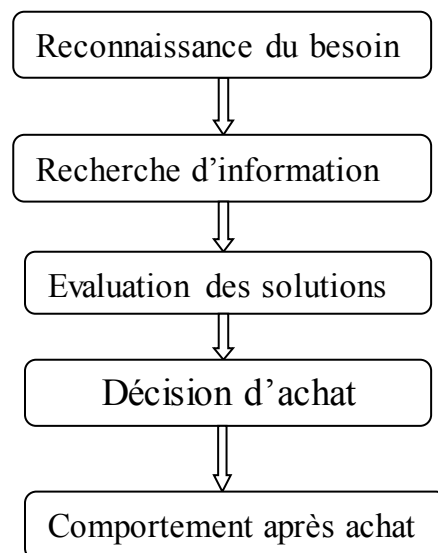 Reconnaissance du besoin
Recherche d’information
Evaluation des solutions
Décision d’achat
Comportement après achat